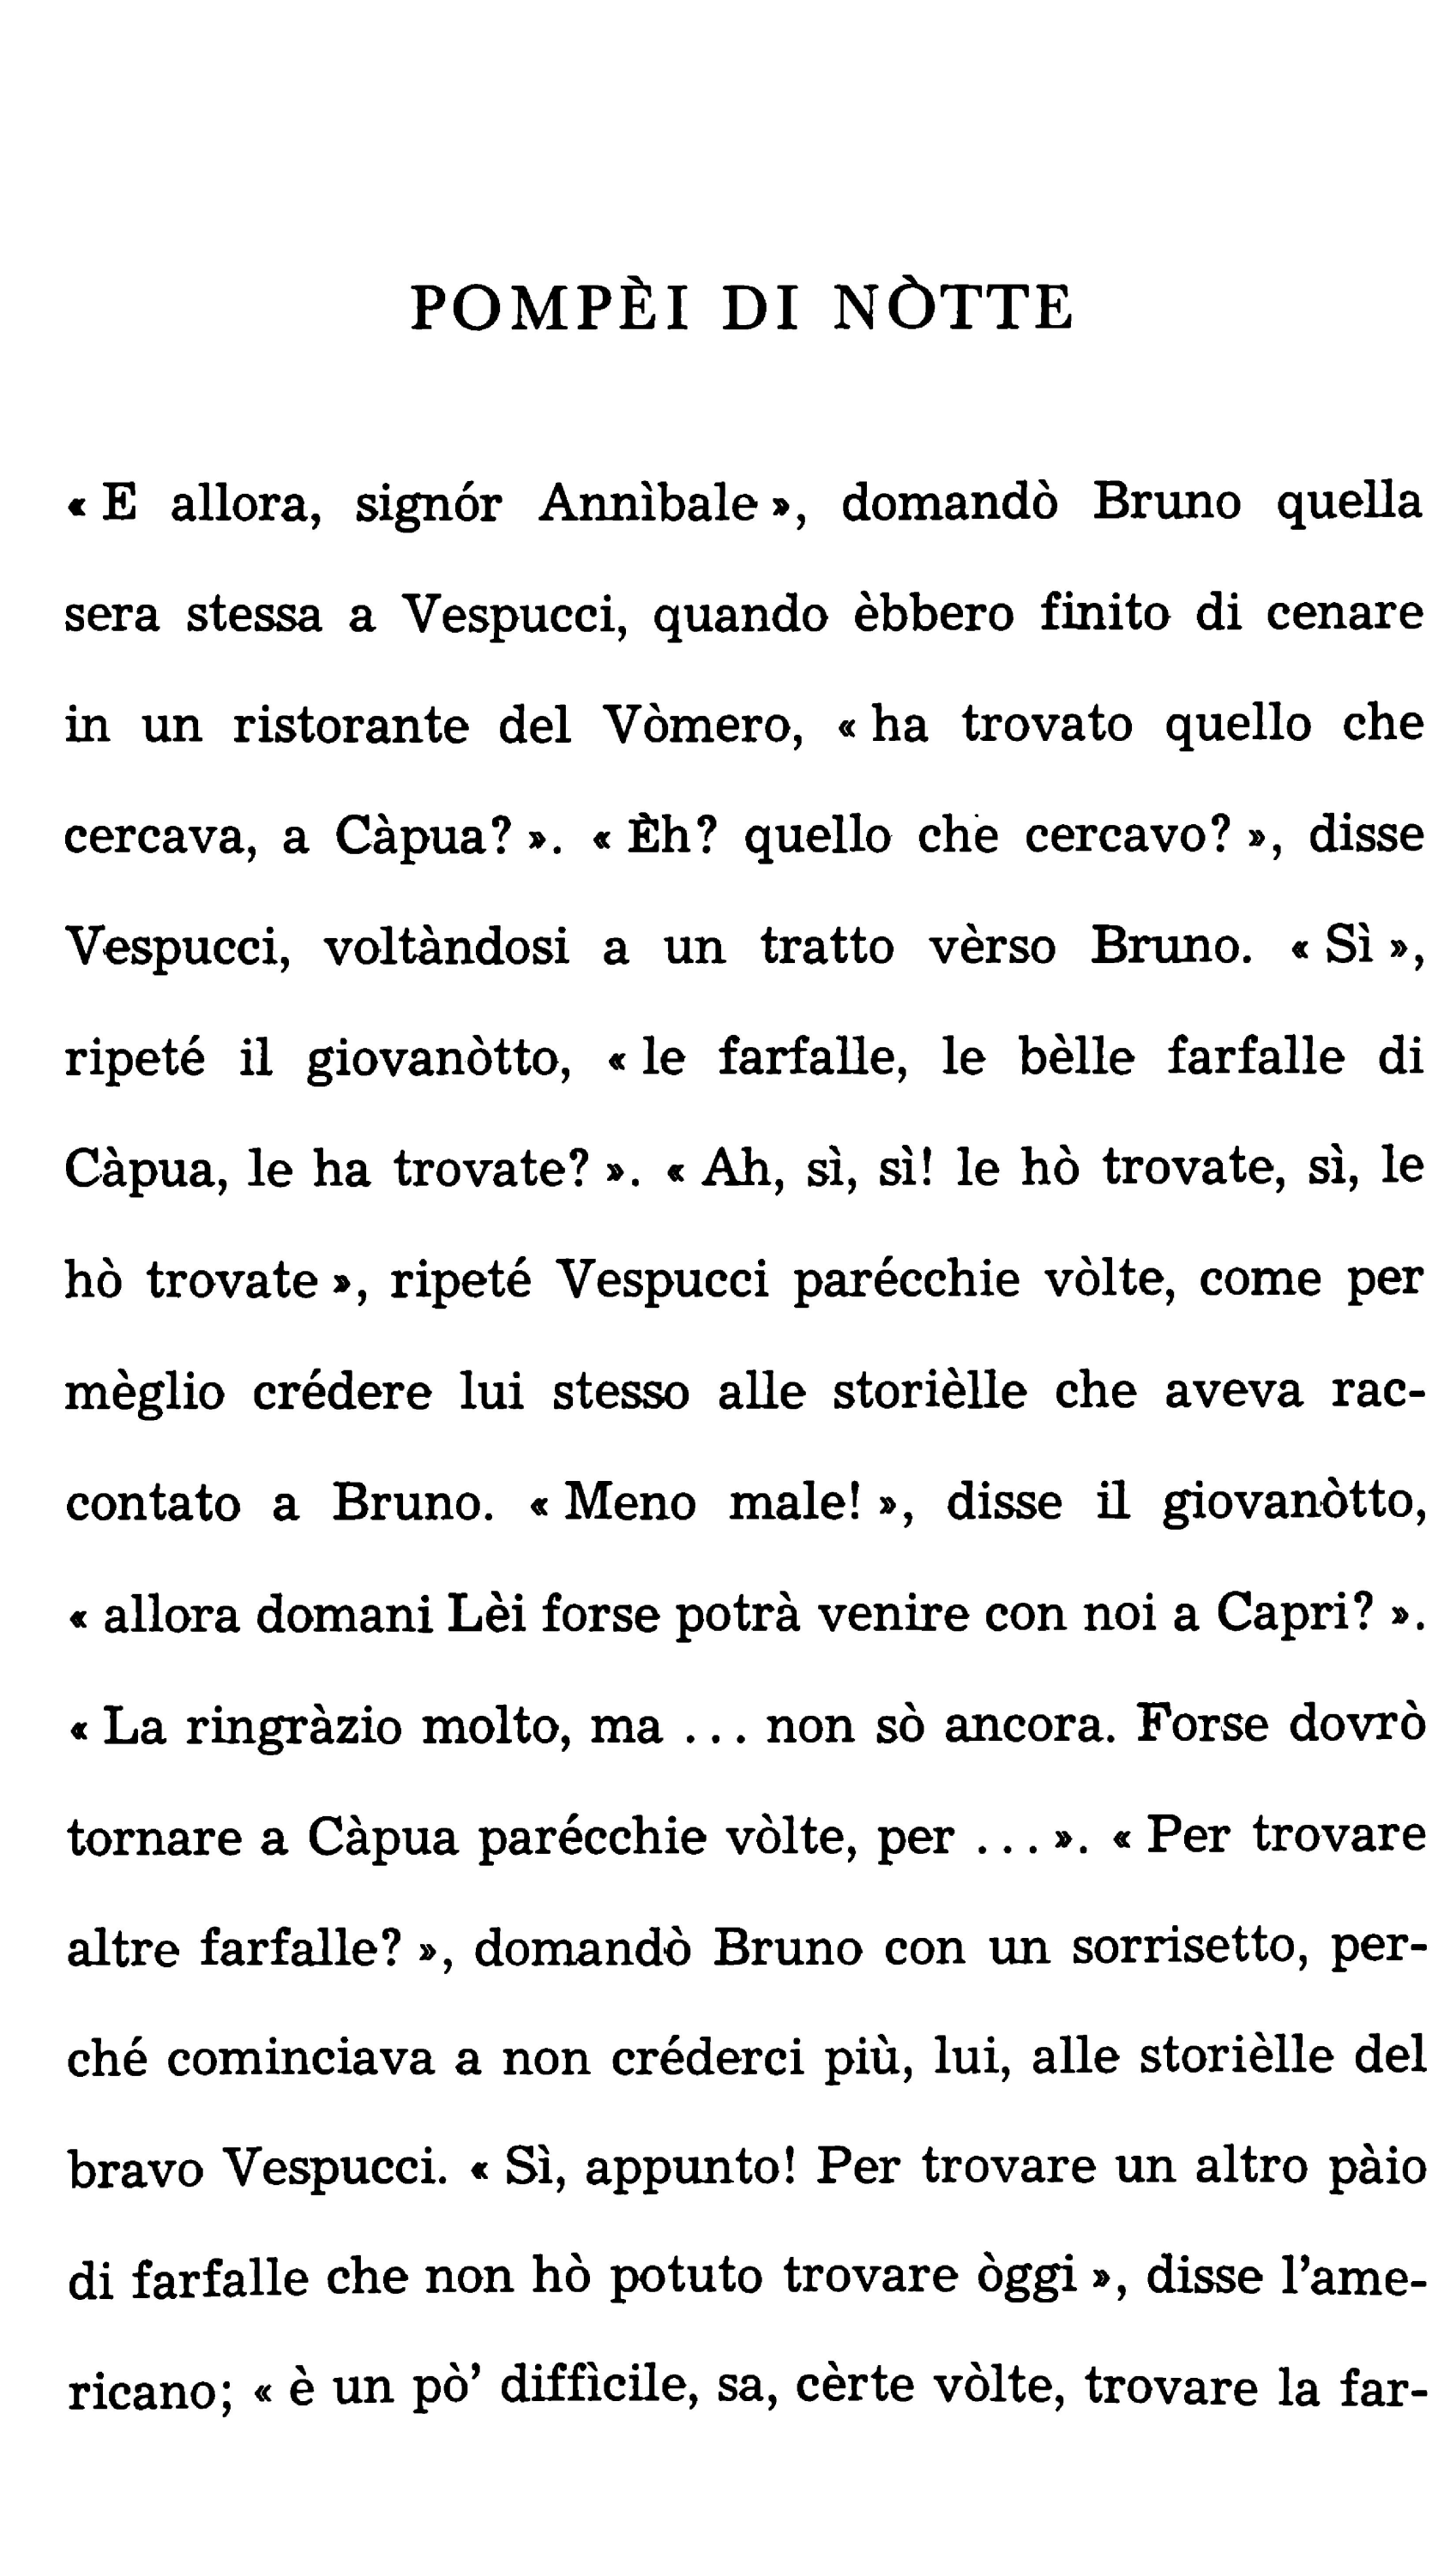 POMPÈI DI NÒTTE
« E allora, signór Annìbale », domandò Bruno quella
sera stessa a Vespucci, quando èbbero finito di cenare
in un ristorante del Vòmero, « ha trovato quello che
cercava, a Càpua? ». « Èh? quello che cercavo? », disse
Vespucci, voltàndosi a un tratto vèrso Bruno. « Sì »,
ripeté il giovanòtto, « le farfalle, le bèlle farfalle di
Càpua, le ha trovate? ». « Ah, sì, sì! le hò trovate, sì, le
hò trovate », ripeté Vespucci parécchie vòlte, come per
mèglio crédere lui stesso alle storièlle che aveva rac-
contato a Bruno. « Meno male! », disse il giovanòtto,
« allora domani Lèi forse potrà venire con noi a Capri? ».
« La ringràzio molto, ma ... non sò ancora. Forse dovrò
tornare a Càpua parécchie vòlte, per ... ». « Per trovare
altre farfalle? », domandò Bruno con un sorrisetto, per-
ché cominciava a non créderci più, lui, alle storièlle del
bravo Vespucci. « Sì, appunto! Per trovare un altro pàio
di farfalle che non hò potuto trovare òggi », disse l'ame-
ricano; « è un pò' diffìcile, sa, cèrte vòlte, trovare la far-